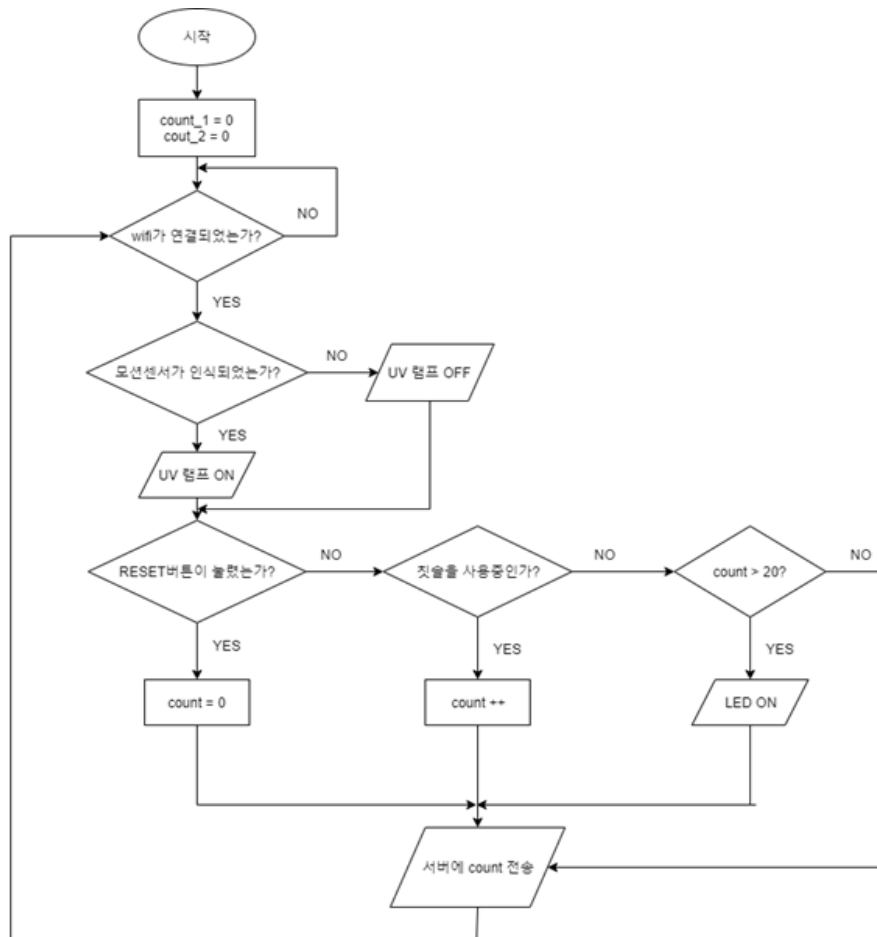 시작
count_1 = 0
cout_2 = 0
NO
wifi가 연결되었는가?
YES
모션센서가 인식되었는가?
NO
UV 램프 OFF
YES
UV 램프 ON
RESET버튼이 눌렸는가?
NO
칫솔을 사용중인가?
NO
count > 20?
NO
YES
YES
YES
count = 0
count ++
LED ON
서버에 count 전송